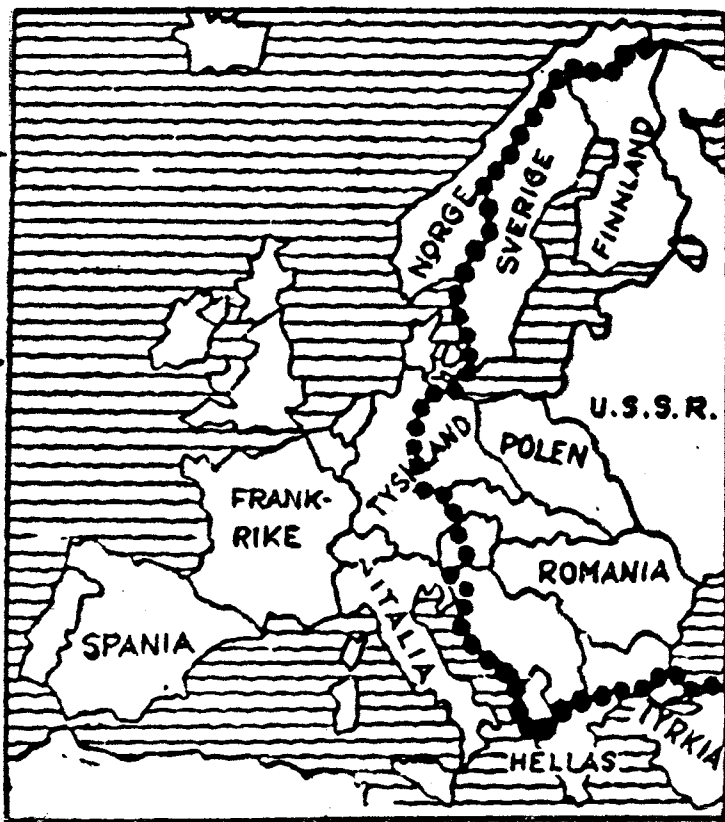 NORGE
SVERIGE
FINNLAND
U.S.S.R.
TYSKLAND
POLEN
FRANK-
RIKE
ROMANIA
ITALIA
SPANIA
TYRKIA
HELLAS